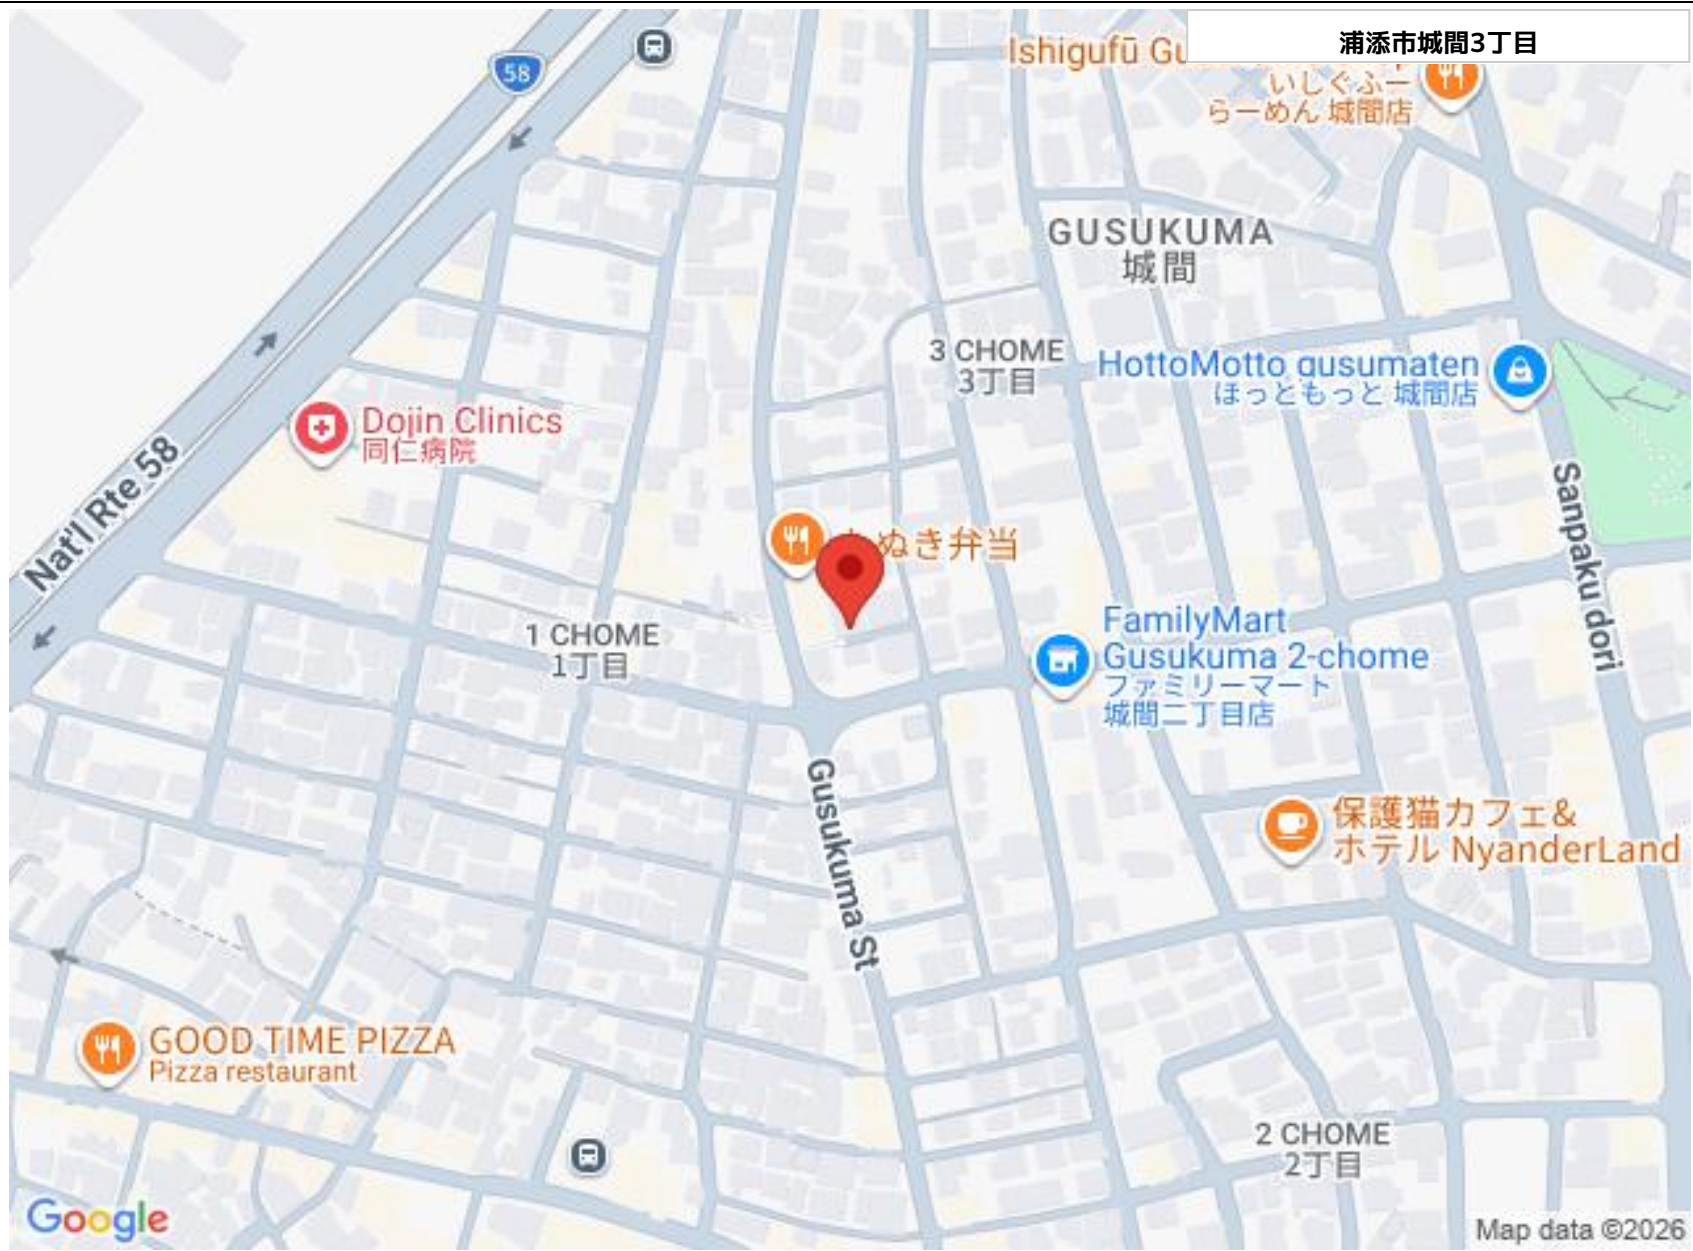 浦添市城間3丁目
58
Ishigufū Gu
いしぐふー
らーめん 城間店
GUSUKUMA
城間
3 CHOME
3丁目
HottoMotto gusumaten
ほっともっと 城間店
Dojin Clinics
同仁病院
Nat'l Rte 58
Sanpaku dori
ぬき弁当
FamilyMart
Gusukuma 2-chome
ファミリーマート
城間二丁目店
1 CHOME
1丁目
Gusukuma St
保護猫カフェ&
ホテル NyanderLand
GOOD TIME PIZZA
Pizza restaurant
2 CHOME
2丁目
Google
Map data ©2026